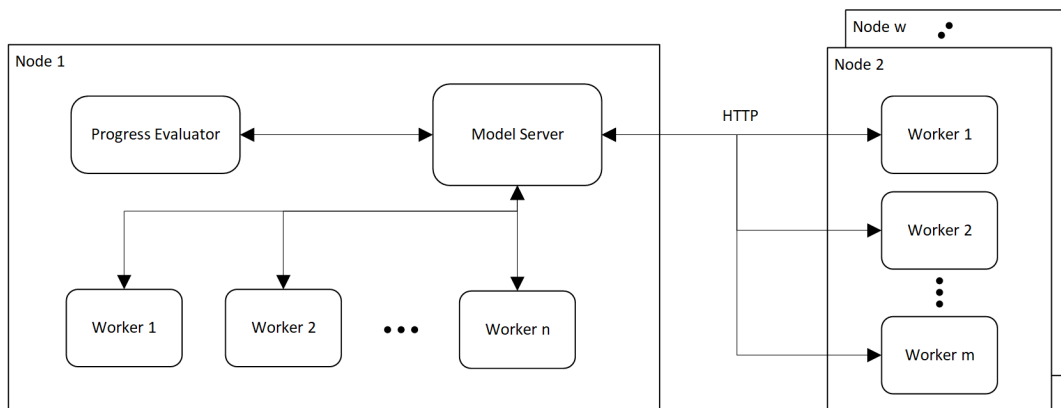 Node w
Node 1
Node 2
Progress Evaluator
Model Server
HTTP
Worker 1
Worker 2
Worker 1
Worker 2
Worker n
Worker m